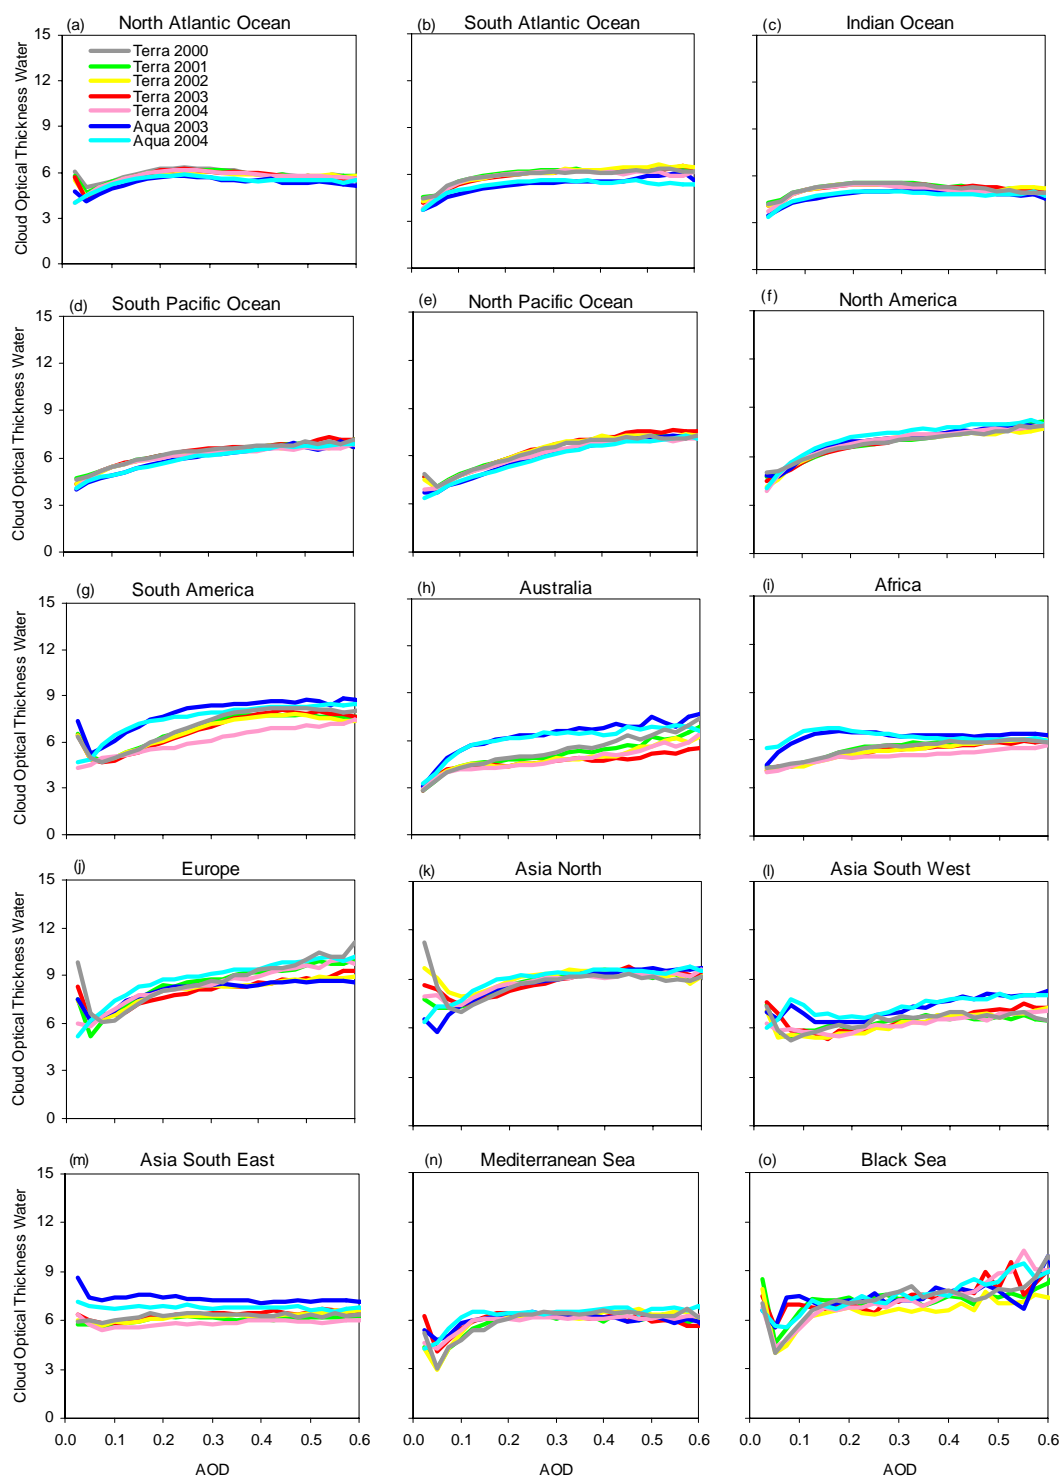 (a) North Atlantic Ocean
(b) South Atlantic Ocean
(c) Indian Ocean
Cloud Optical Thickness Water
15
12
9
6
3
0
Terra 2000
Terra 2001
Terra 2002
Terra 2003
Terra 2004
Aqua 2003
Aqua 2004
(d) South Pacific Ocean
(e) North Pacific Ocean
(f) North America
Cloud Optical Thickness Water
15
12
9
6
3
0
(g) South America
(h) Australia
(i) Africa
Cloud Optical Thickness Water
15
12
9
6
3
0
(j) Europe
(k) Asia North
(l) Asia South West
Cloud Optical Thickness Water
15
12
9
6
3
0
(m) Asia South East
(n) Mediterranean Sea
(o) Black Sea
Cloud Optical Thickness Water
15
12
9
6
3
0
0.0 0.1 0.2 0.3 0.4 0.5 0.6
0.0 0.1 0.2 0.3 0.4 0.5 0.6
0.0 0.1 0.2 0.3 0.4 0.5 0.6
AOD
AOD
AOD